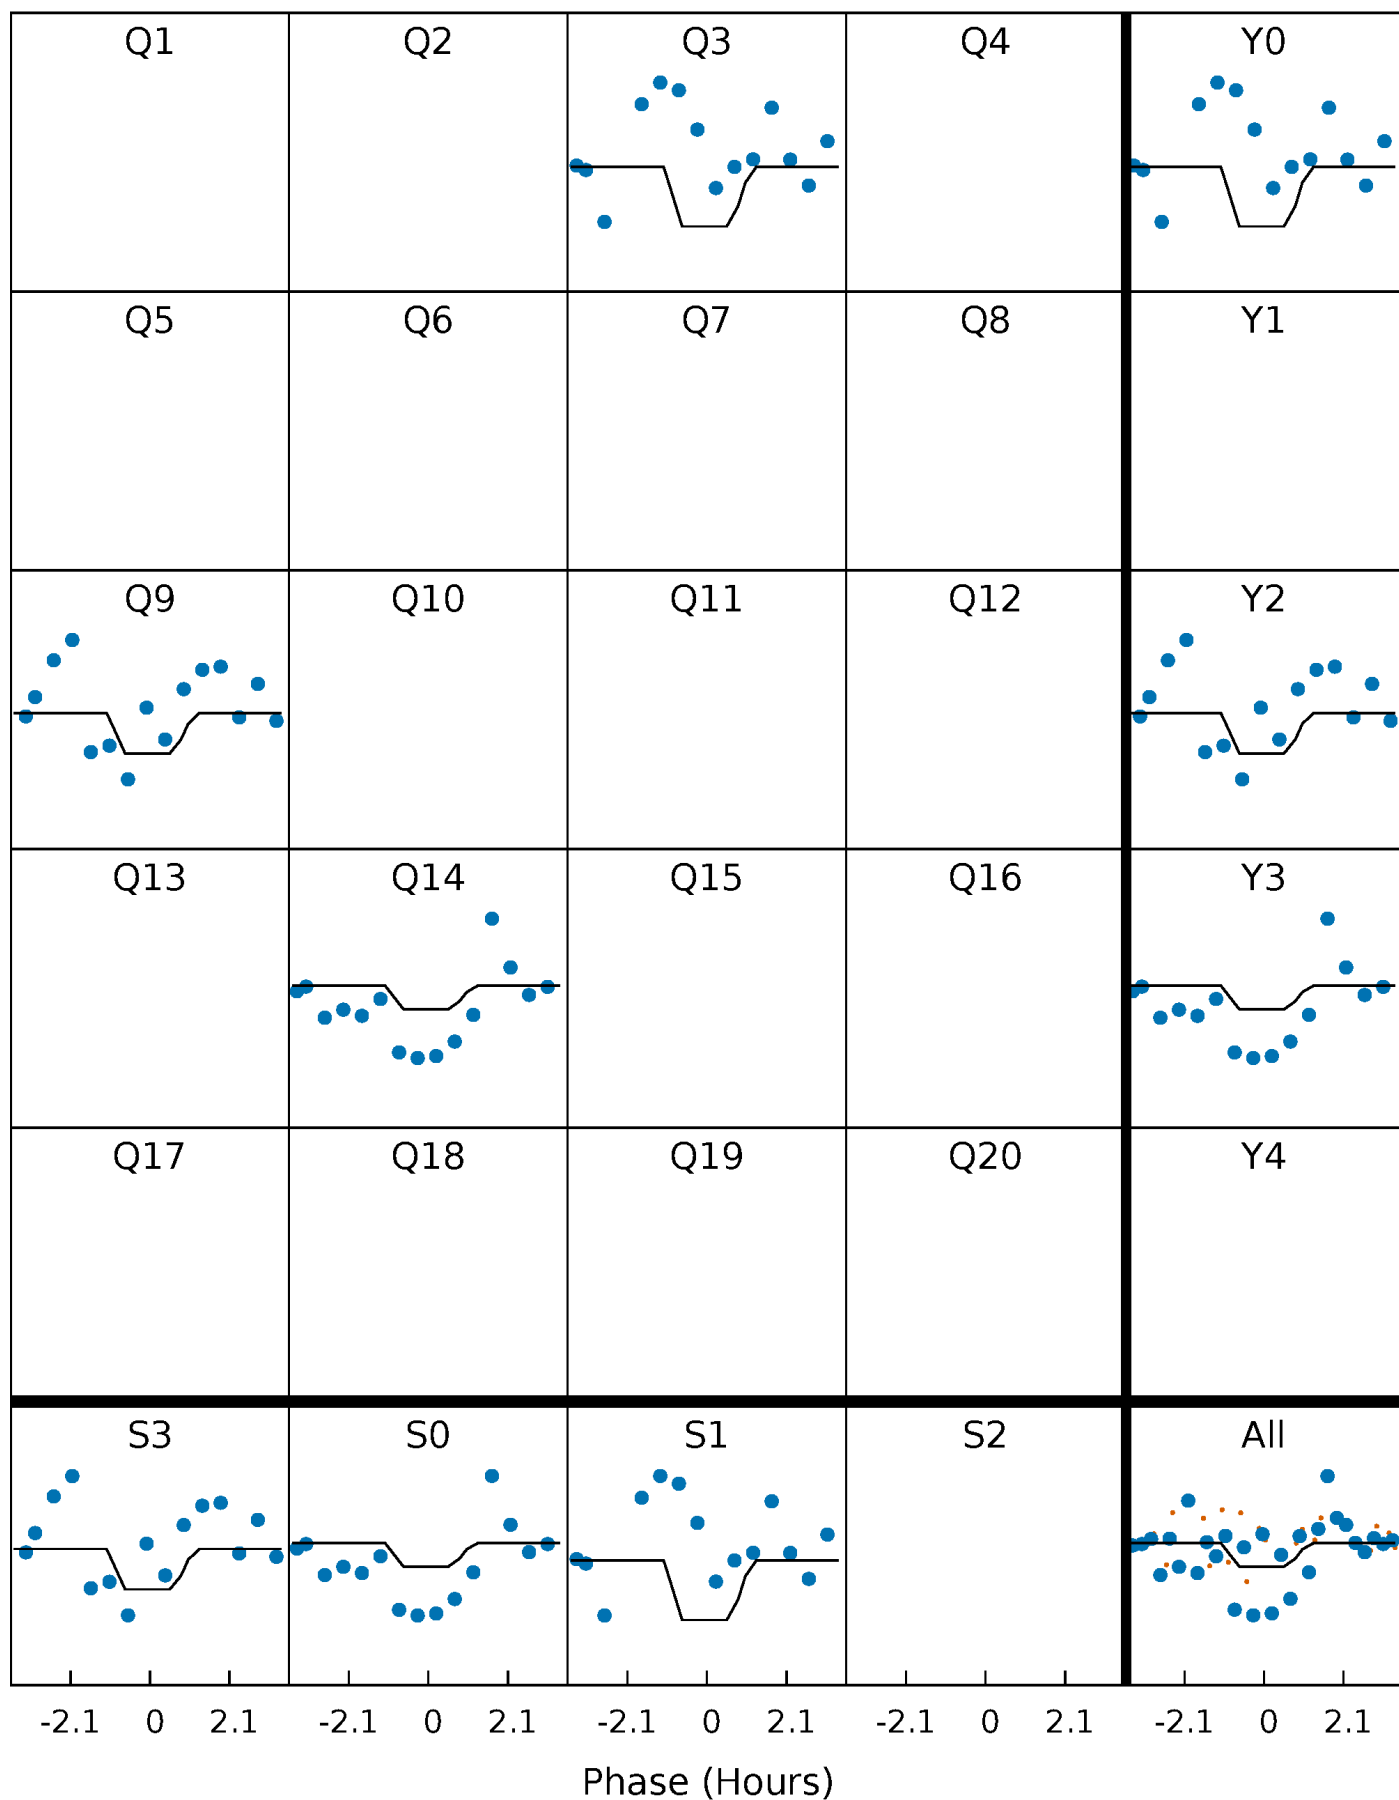 Q1 Q2 Q3 Q4 Y0
Q5 Q6 Q7 Q8 Y1
Q9 Q10 Q11 Q12 Y2
Q13 Q14 Q15 Q16 Y3
Q17 Q18 Q19 Q20 Y4
S3 S0 S1 S2 All
-2.1 0 2.1 -2.1 0 2.1 -2.1 0 2.1 -2.1 0 2.1 -2.1 0 2.1
Phase (Hours)